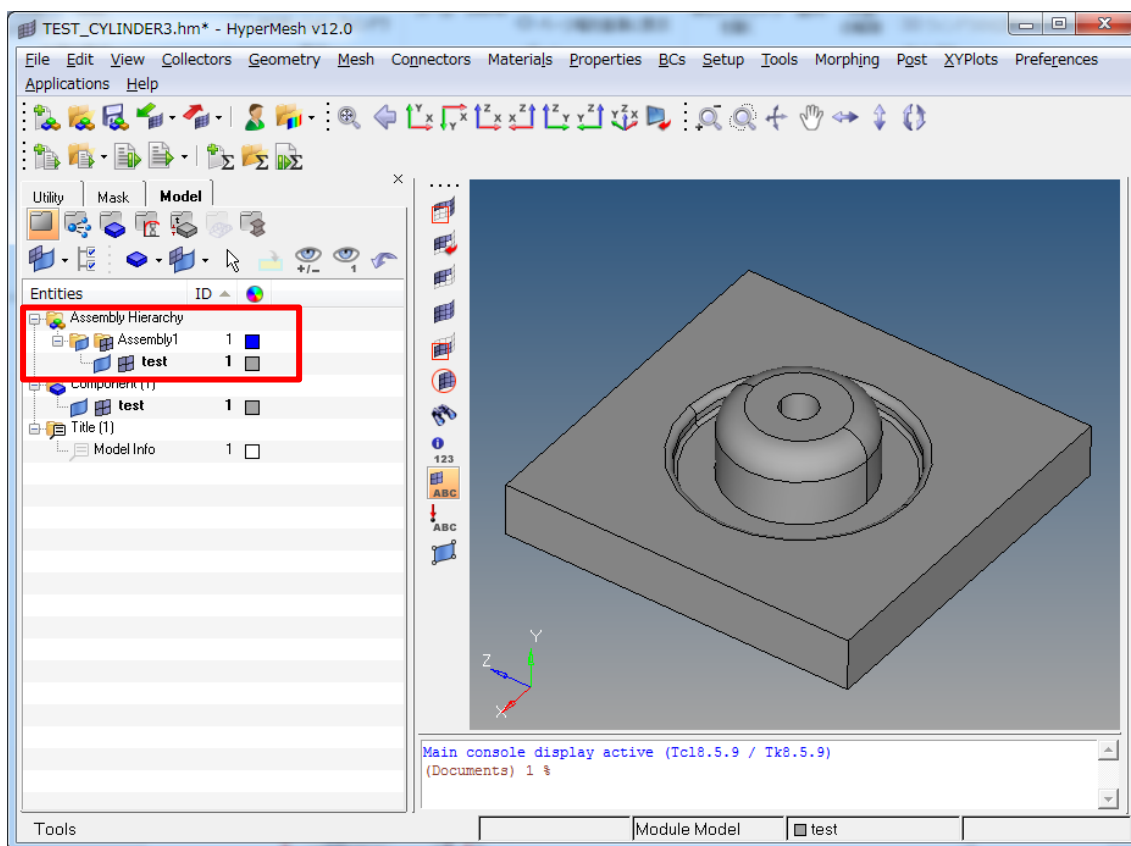 TEST_CYLINDER3.hm* - HyperMesh v12.0
File Edit View Collectors Geometry Mesh Connectors Materials Properties BCs Setup Tools Morphing Post XYPlots Preferences
Applications Help
Utility Mask Model
Entities ID
Assembly Hierarchy
Assembly1 1
test 1
Component (1)
test 1
Title (1)
Model Info 1
123
ABC
ABC
Y
Z
X
Main console display active (Tcl8.5.9 / Tk8.5.9)
(Documents) 1 %
Tools Module Model test